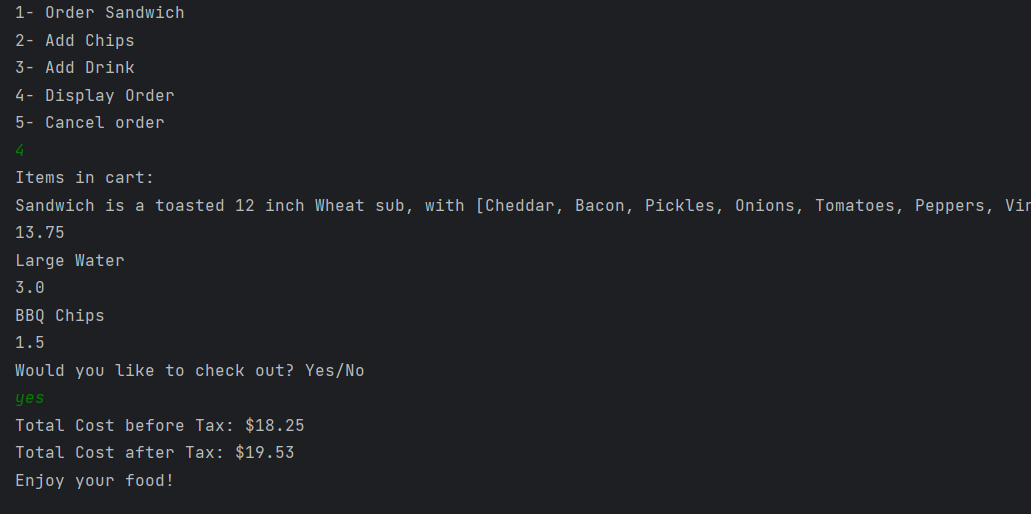 1- Order Sandwich
2- Add Chips
3- Add Drink
4- Display Order
5- Cancel order
4
Items in cart:
Sandwich is a toasted 12 inch Wheat sub, with [Cheddar, Bacon, Pickles, Onions, Tomatoes, Peppers,
13.75
Large Water
3.0
BBQ Chips
1.5
Would you like to check out? Yes/No
yes
Total Cost before Tax: $18.25
Total Cost after Tax: $19.53
Enjoy your food!